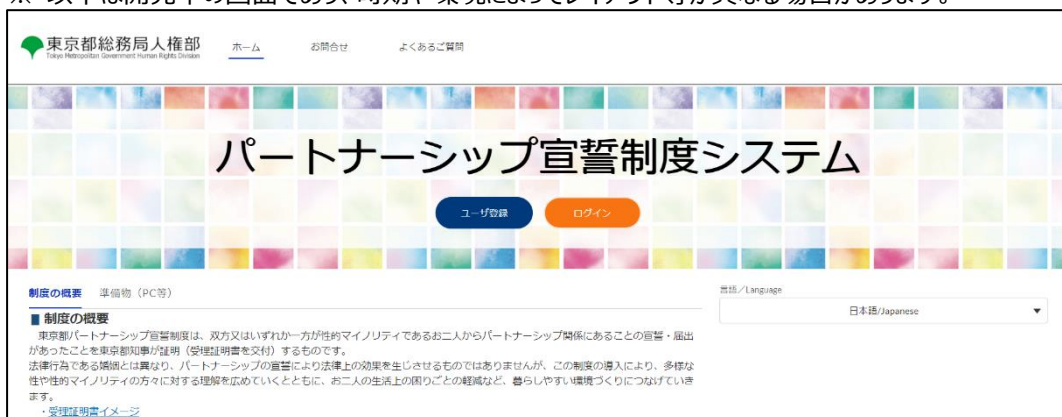 ※ 以下は開発中の画面であり、時期や環境によってレイアウト等が異なる場合があります。
東京都総務局人権部
Tokyo Metropolitan Government Human Rights Division
ホーム
お問合せ
よくあるご質問
パートナーシップ宣誓制度システム
ユーザ登録
ログイン
制度の概要
準備物（PC等）
言語／Language
日本語/Japanese
■ 制度の概要
東京都パートナーシップ宣誓制度は、双方又はいずれか一方が性的マイノリティであるお二人からパートナーシップ関係にあることの宣誓・届出
があったことを東京都知事が証明（受理証明書を交付）するものです。
法律行為である婚姻とは異なり、パートナーシップの宣誓により法律上の効果を生じさせるものではありませんが、この制度の導入により、多様な
性や性的マイノリティの方々に対する理解を広めていくとともに、お二人の生活上の困りごとの軽減など、暮らしやすい環境づくりにつなげていき
ます。
・受理証明書イメージ